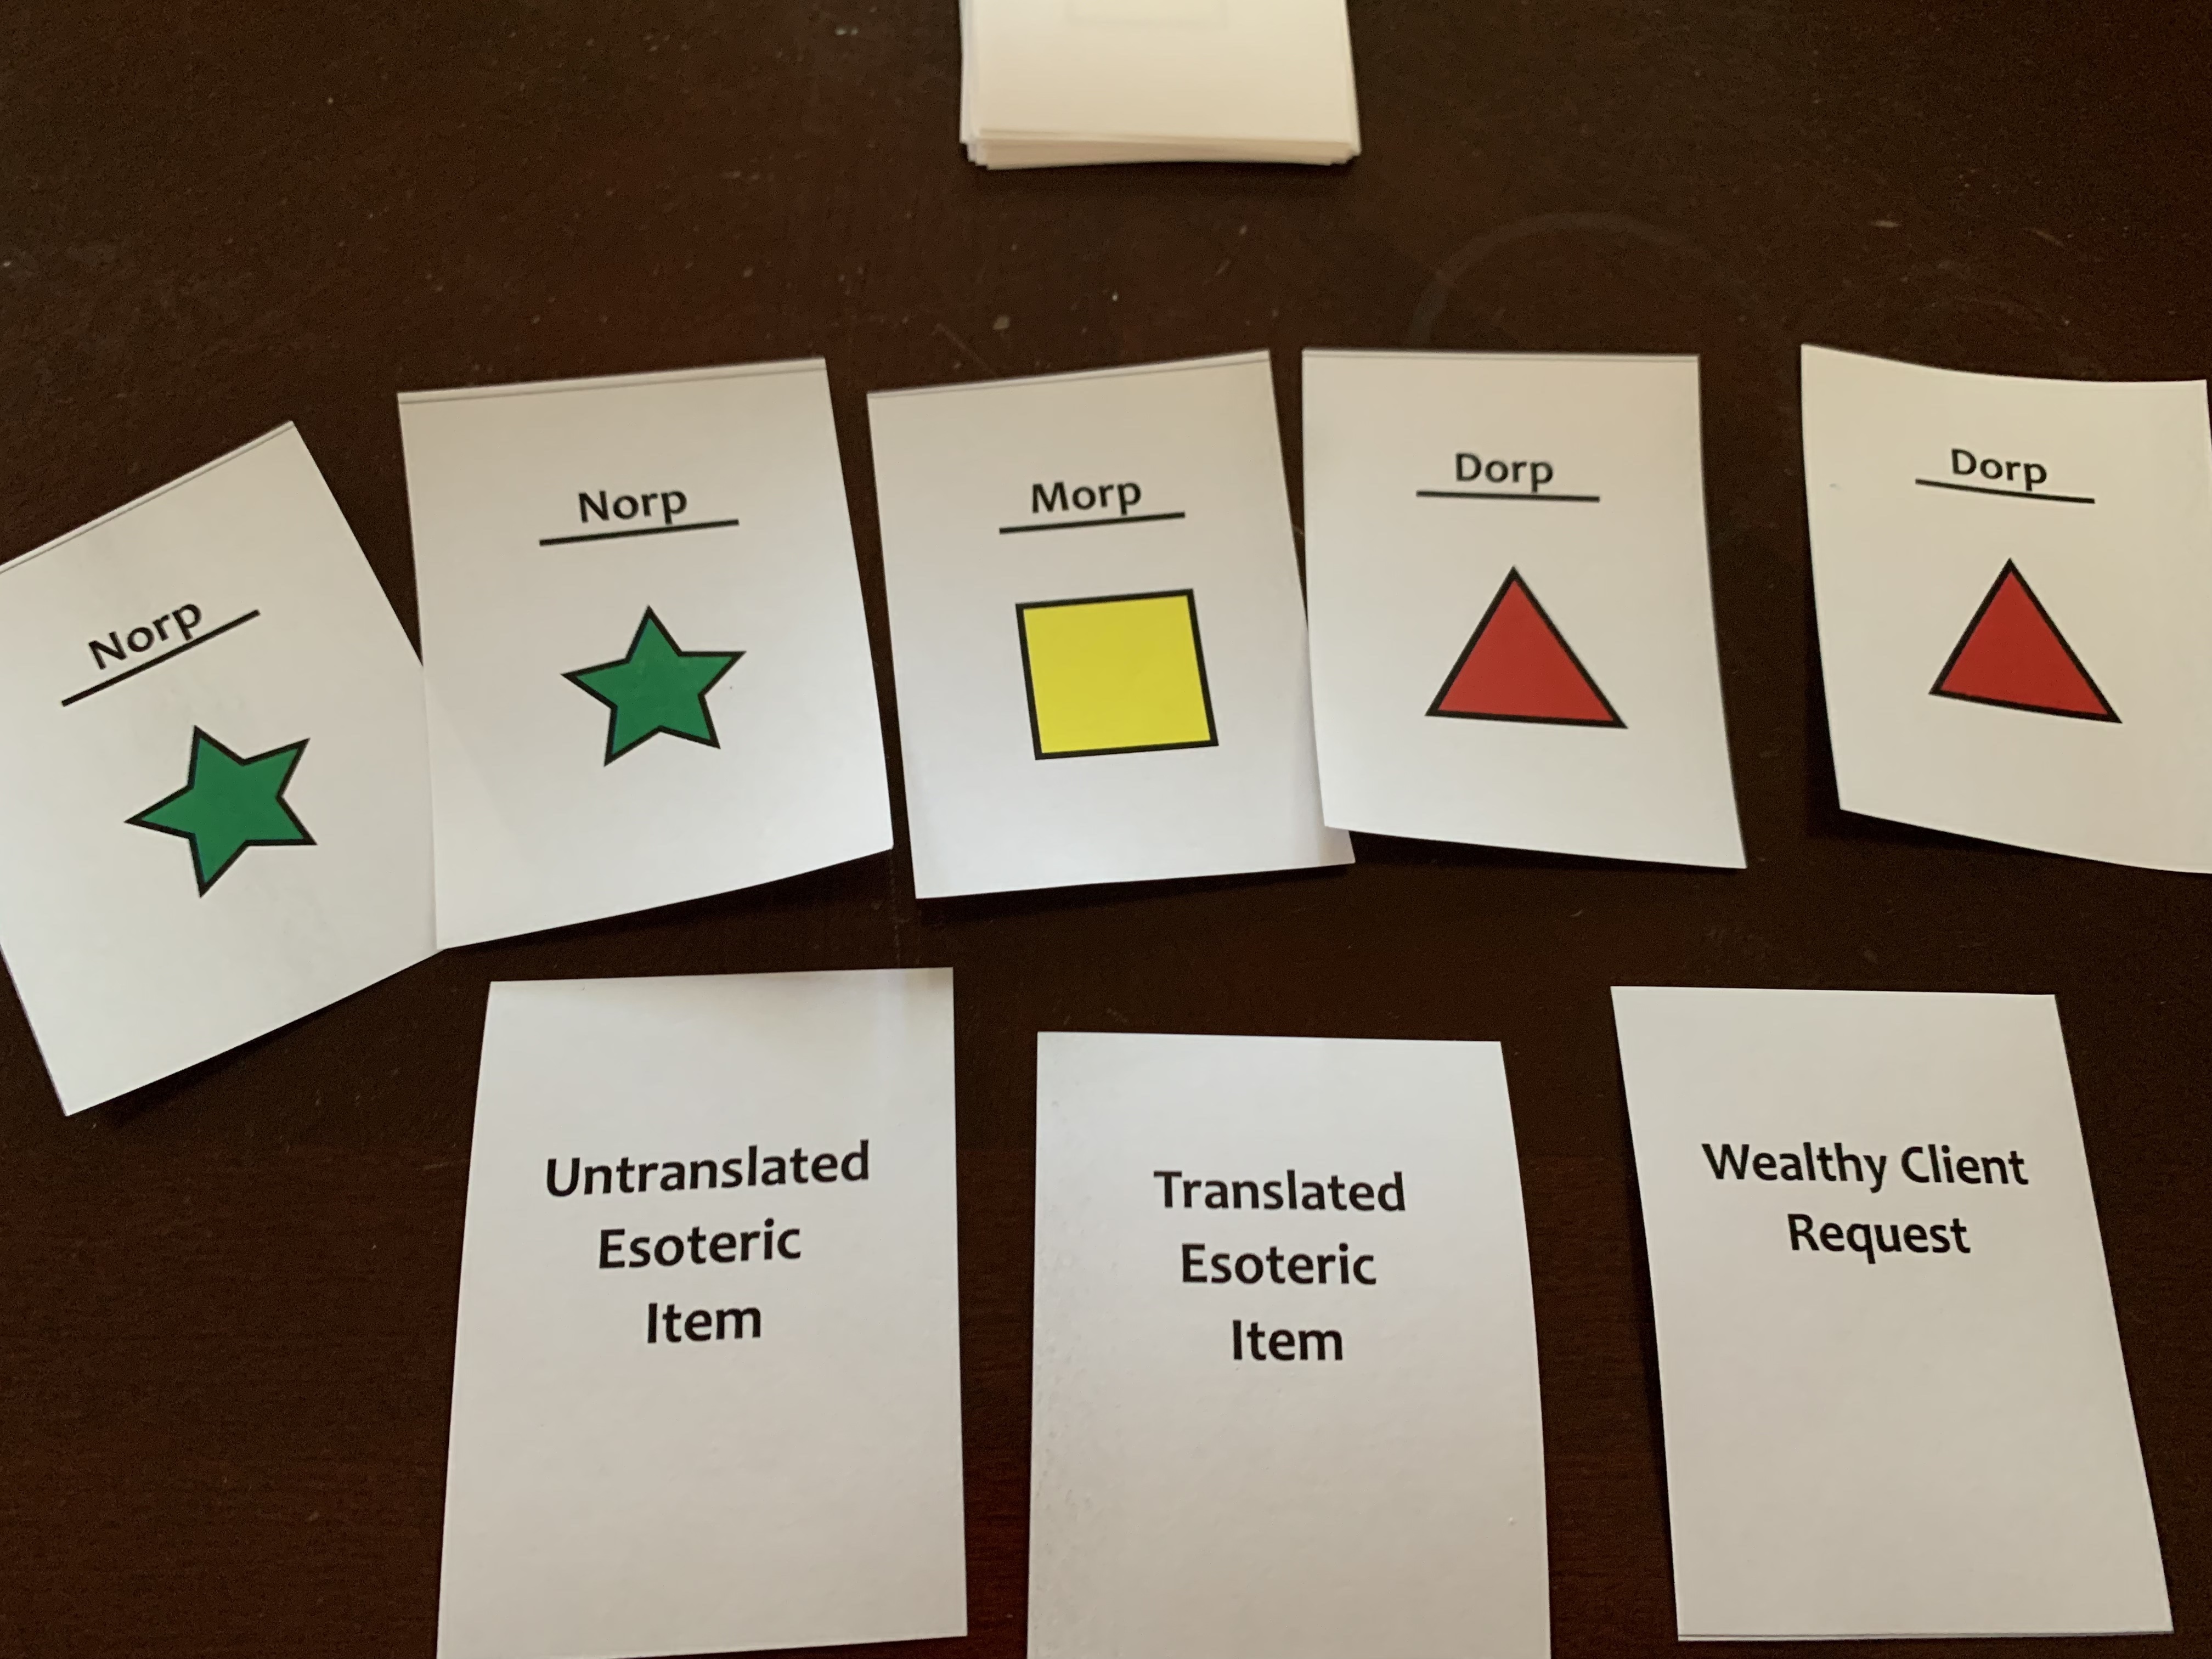 Norp
Norp
Morp
Dorp
Dorp
Untranslated
Esoteric
Item
Translated
Esoteric
Item
Wealthy Client
Request